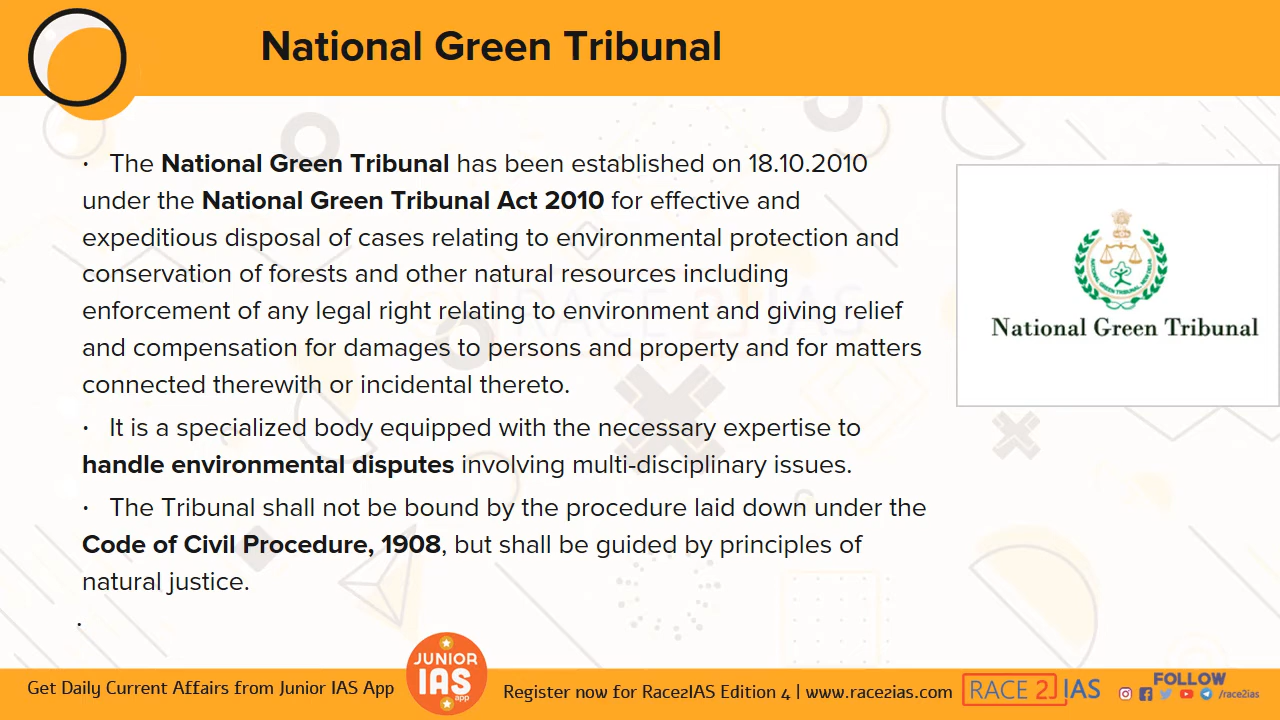 National Green Tribunal
· The National Green Tribunal has been established on 18.10.2010
under the National Green Tribunal Act 2010 for effective and
expeditious disposal of cases relating to environmental protection and
conservation of forests and other natural resources including
enforcement of any legal right relating to environment and giving relief
and compensation for damages to persons and property and for matters
connected therewith or incidental thereto.
· It is a specialized body equipped with the necessary expertise to
handle environmental disputes involving multi-disciplinary issues.
· The Tribunal shall not be bound by the procedure laid down under the
Code of Civil Procedure, 1908, but shall be guided by principles of
natural justice.
·
National Green Tribunal
RACE 2 IAS
Get Daily Current Affairs from Junior IAS App
JUNIOR
IAS
app
Register now for Race2IAS Edition 4 | www.race2ias.com
RACE 2 IAS
FOLLOW
/race2ias